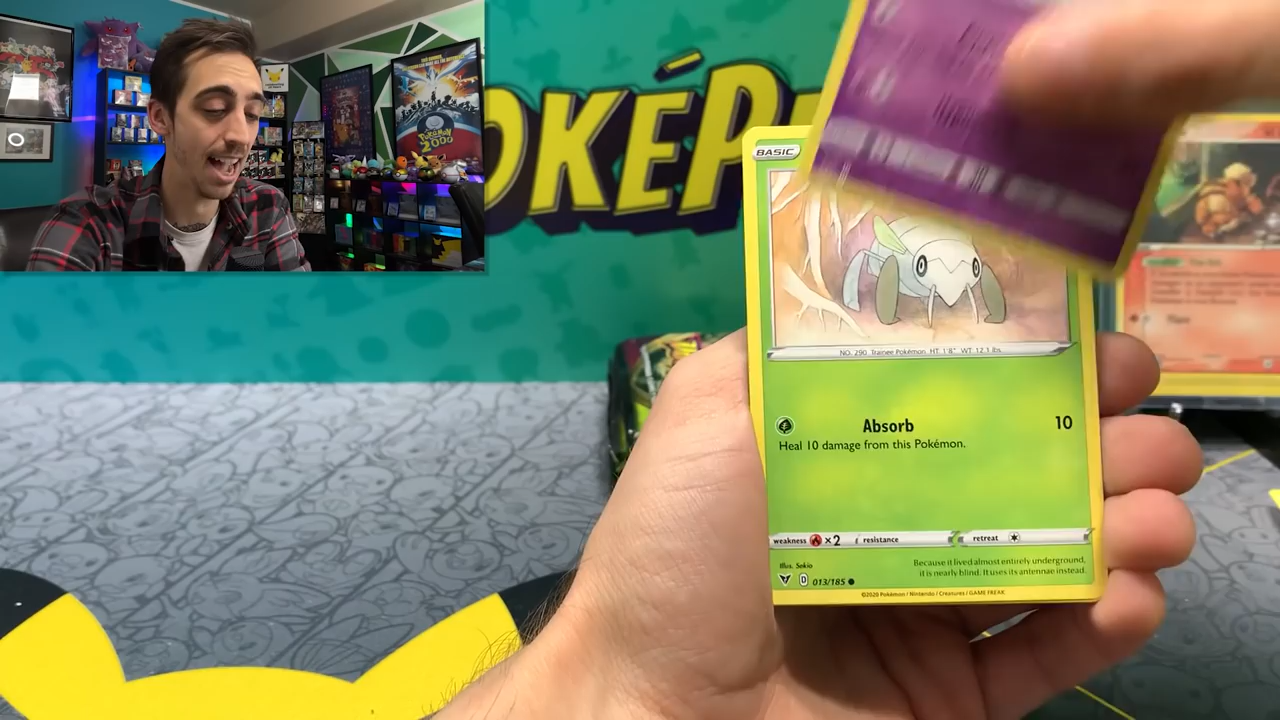 OKÉP
Pokémon
2000
BASIC
NO. 290 Trainee Pokémon HT: 1'8" WT: 12.1 lbs.
Absorb 10
Heal 10 damage from this Pokémon.
weakness ×2 resistance retreat
Illus. Sekio
Because it lived almost entirely underground,
it is nearly blind. It uses its antennae instead.
D 013/185
©2020 Pokémon / Nintendo / Creatures / GAME FREAK